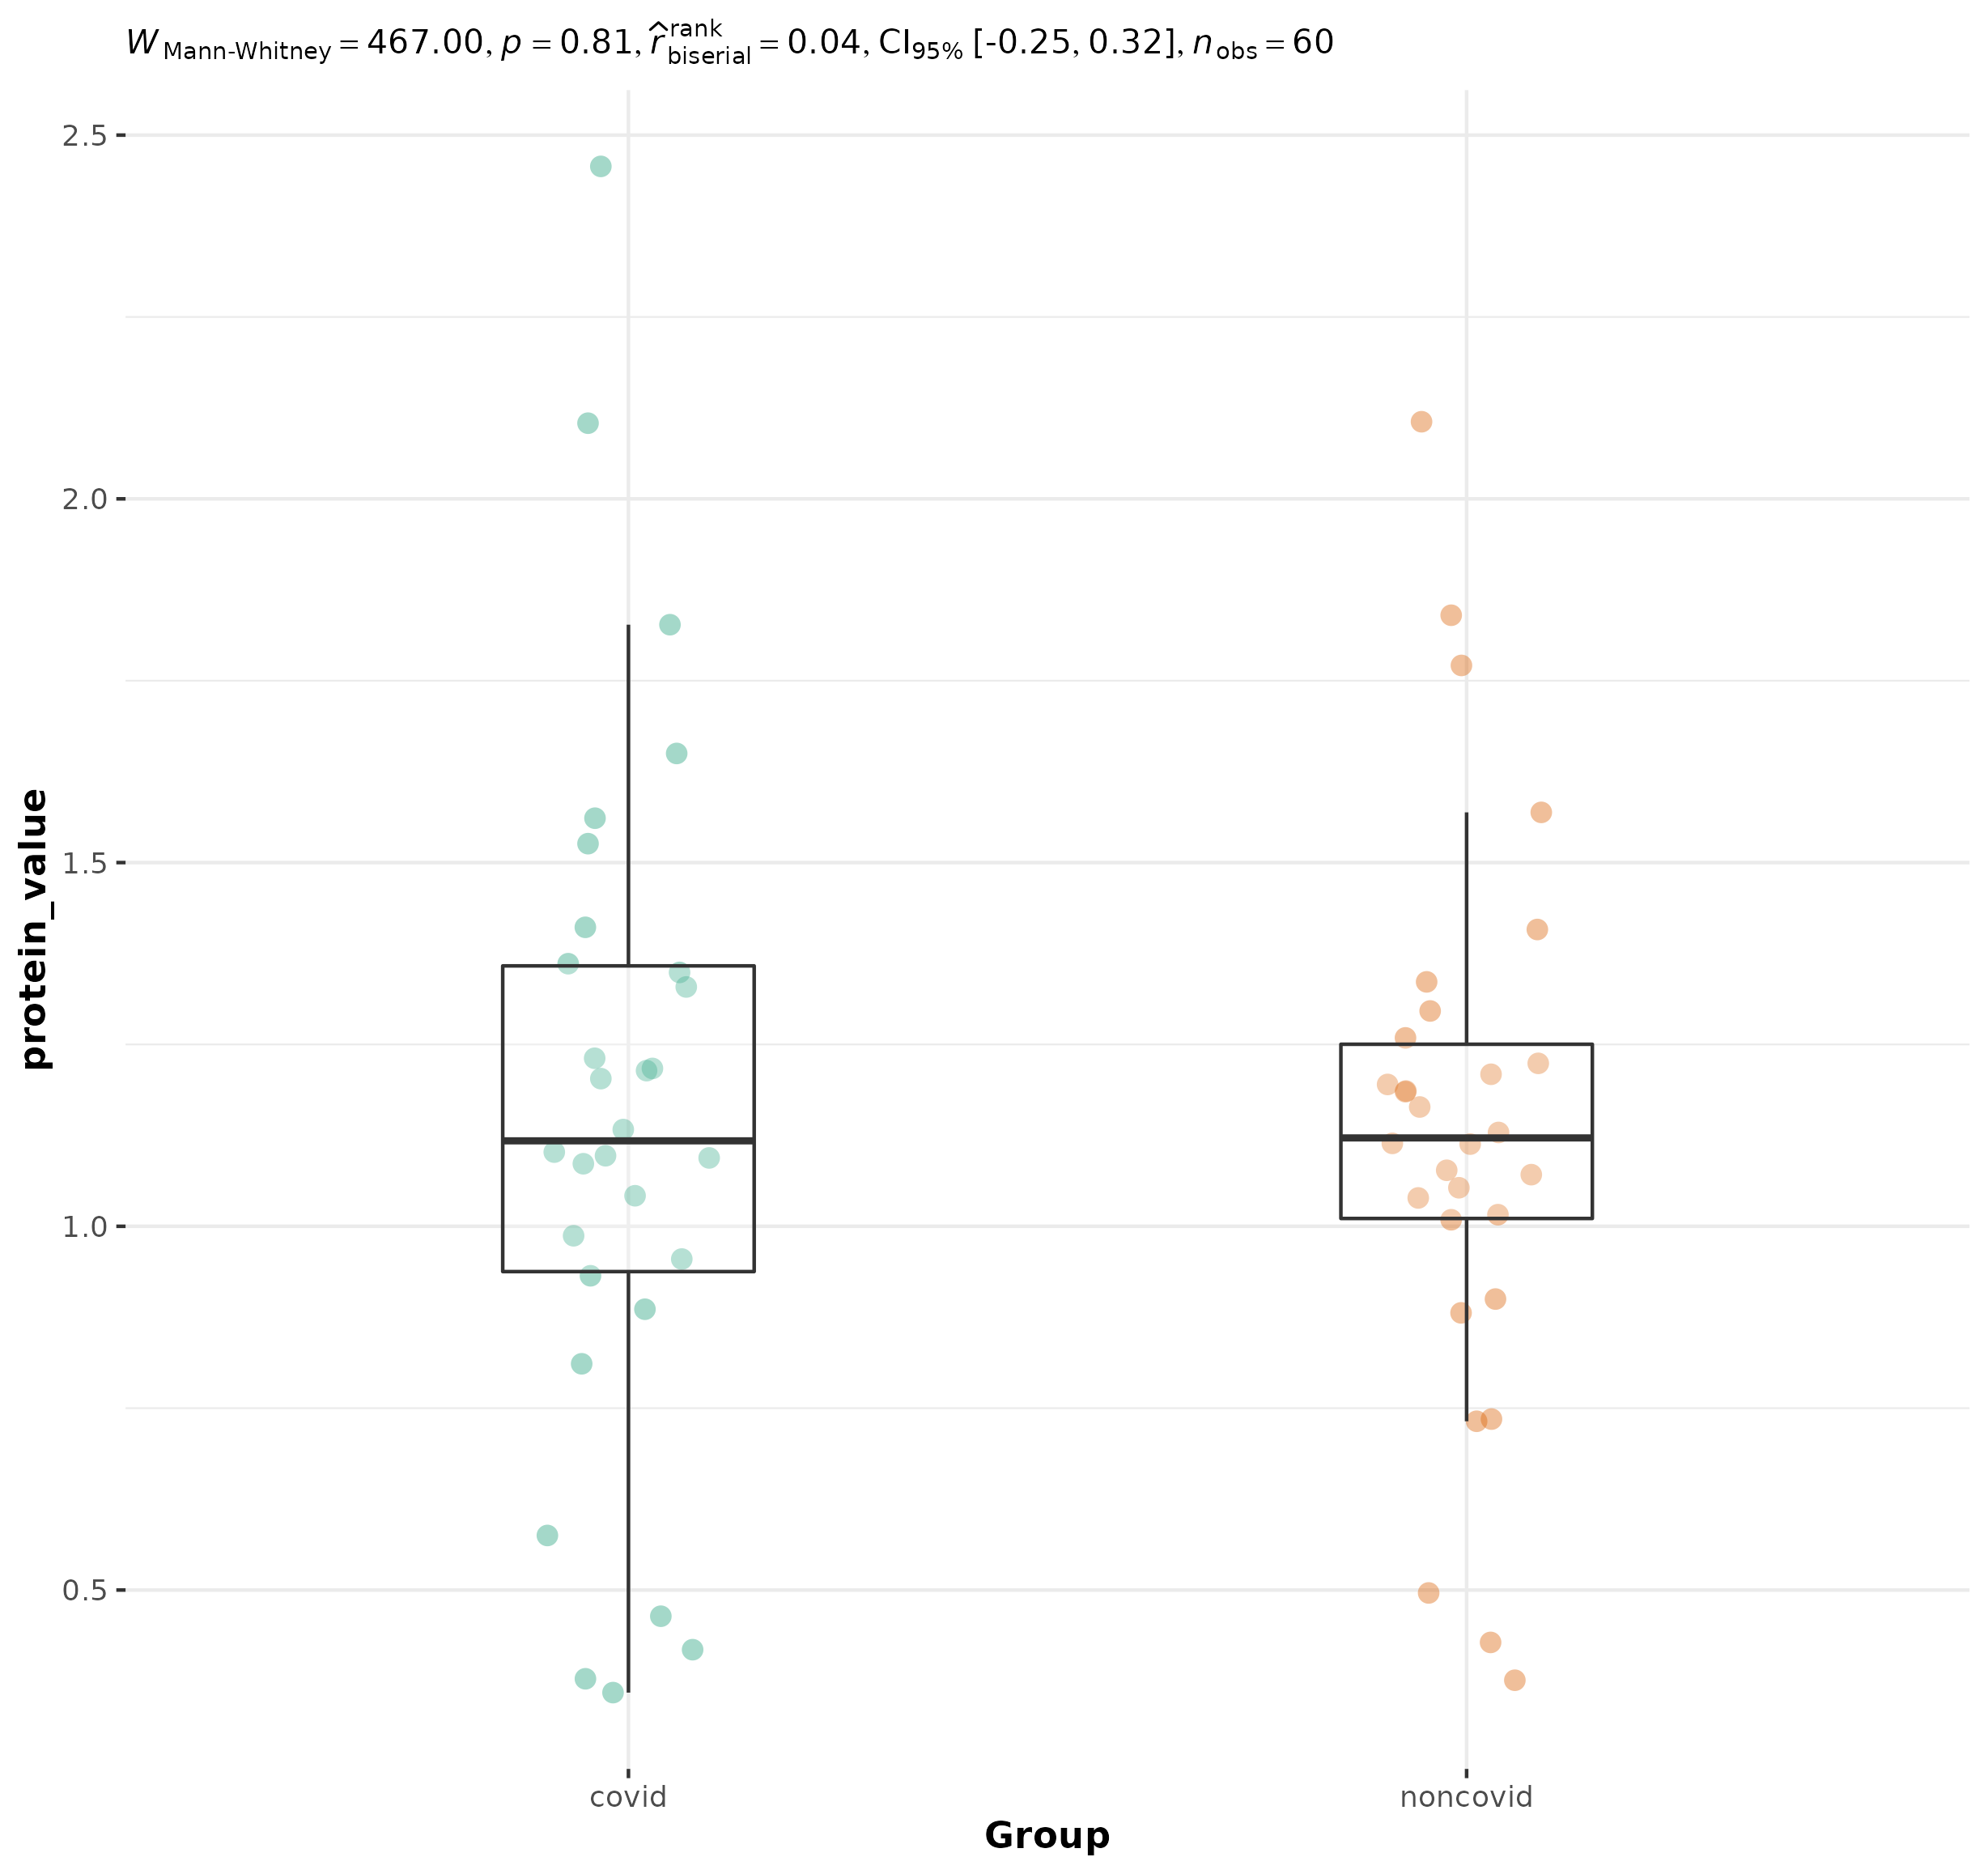 W Mann-Whitney = 467.00, p = 0.81, r̂ rank biserial = 0.04, CI95% [-0.25, 0.32], nobs = 60
2.5
2.0
1.5
1.0
0.5
protein_value
covid noncovid
Group